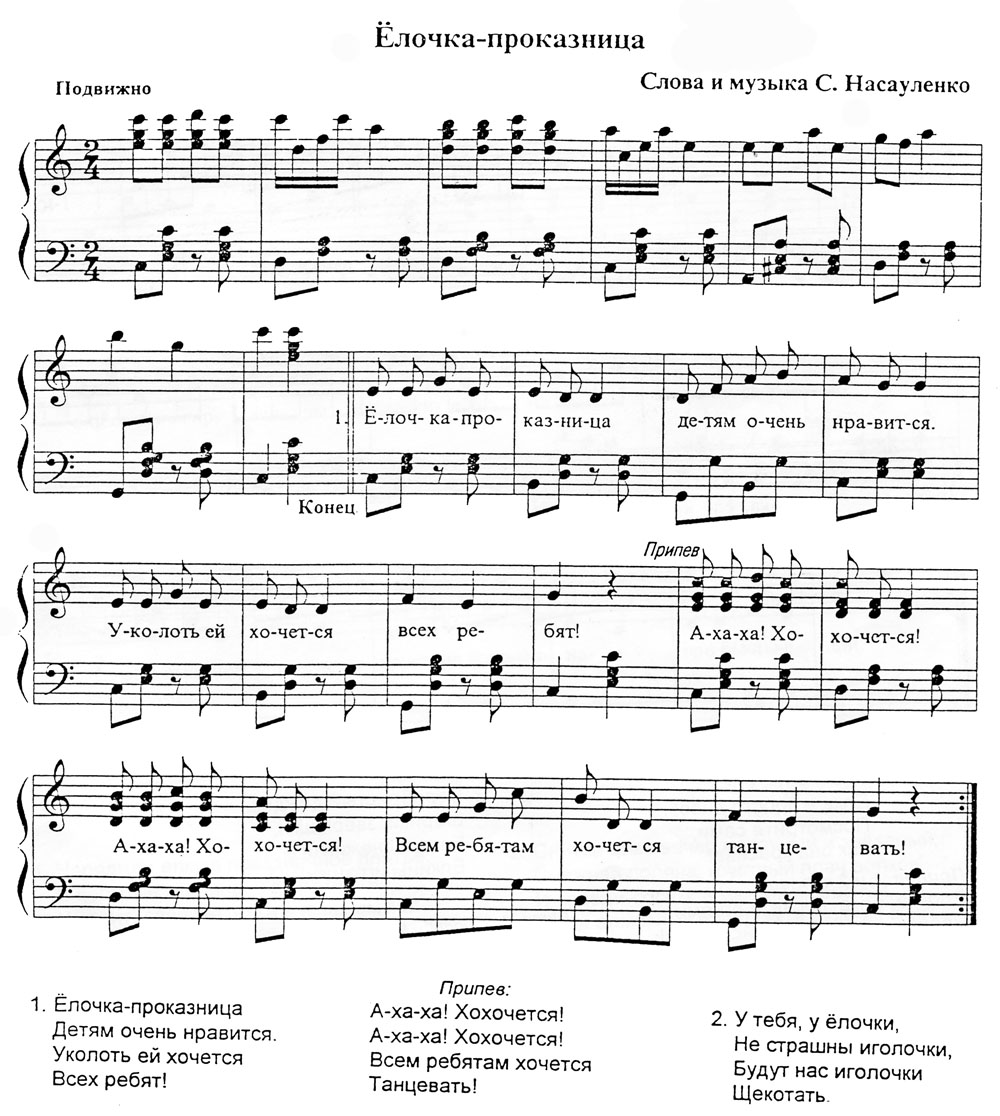 Ёлочка-проказница
Подвижно
Слова и музыка С. Насауленко
2/4
2/4
1. Ё-лоч-ка-про- каз-ни-ца де-тям о-чень нра-вит-ся.
Конец
Припев
У-ко-лоть ей хо-чет-ся всех ре- бят! А-ха-ха! Хо- хо-чет-ся!
А-ха-ха! Хо- хо-чет-ся! Всем ре-бя-там хо-чет-ся тан- це- вать!
1. Ёлочка-проказница
Детям очень нравится.
Уколоть ей хочется
Всех ребят!
Припев:
А-ха-ха! Хохочется!
А-ха-ха! Хохочется!
Всем ребятам хочется
Танцевать!
2. У тебя, у ёлочки,
Не страшны иголочки,
Будут нас иголочки
Щекотать.